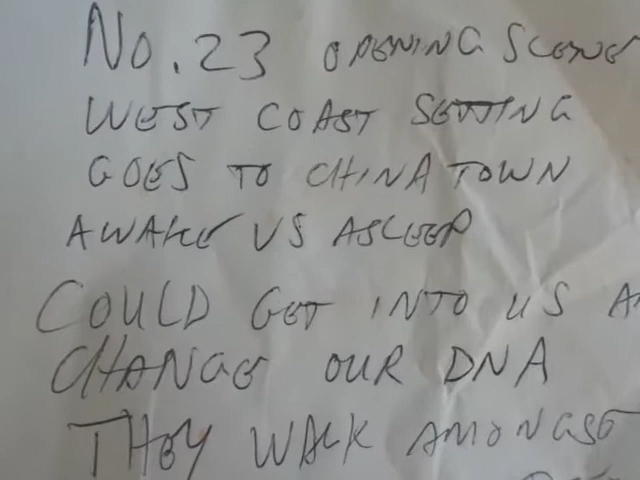 No. 23 OPENING SCENE
WEST COAST SETTING
GOES TO CHINATOWN
AWAKE VS ASLEEP
COULD GET INTO US A
CHANGE OUR DNA
THEY WALK AMONGST